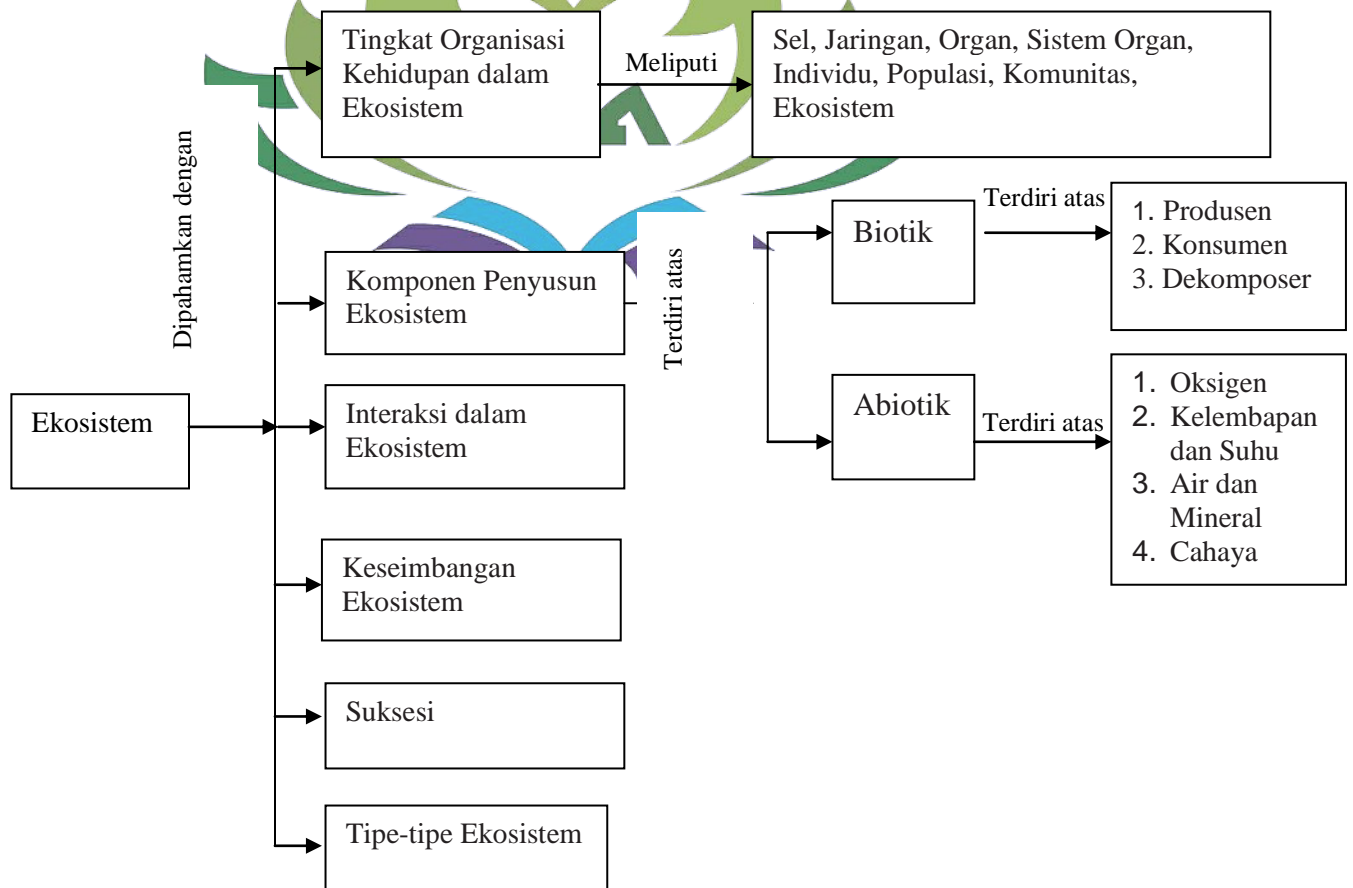 Tingkat Organisasi
Kehidupan dalam
Ekosistem
Meliputi
Sel, Jaringan, Organ, Sistem Organ,
Individu, Populasi, Komunitas,
Ekosistem
Dipahamkan dengan
Komponen Penyusun
Ekosistem
Terdiri atas
Biotik
Terdiri atas
1. Produsen
2. Konsumen
3. Dekomposer
Ekosistem
Interaksi dalam
Ekosistem
Abiotik
Terdiri atas
1. Oksigen
2. Kelembapan
dan Suhu
3. Air dan
Mineral
4. Cahaya
Keseimbangan
Ekosistem
Suksesi
Tipe-tipe Ekosistem